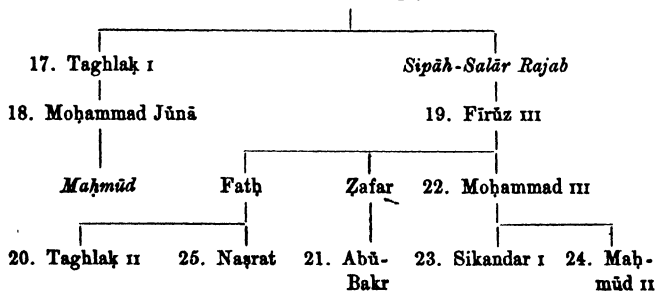 17. Taghlaḳ I Sipāh-Salār Rajab
18. Moḥammad Jūnā 19. Fīrūz III
Maḥmūd Fatḥ Ẓafar 22. Moḥammad III
20. Taghlaḳ II 25. Naṣrat 21. Abū- 23. Sikandar I 24. Maḥ-
Bakr mūd II